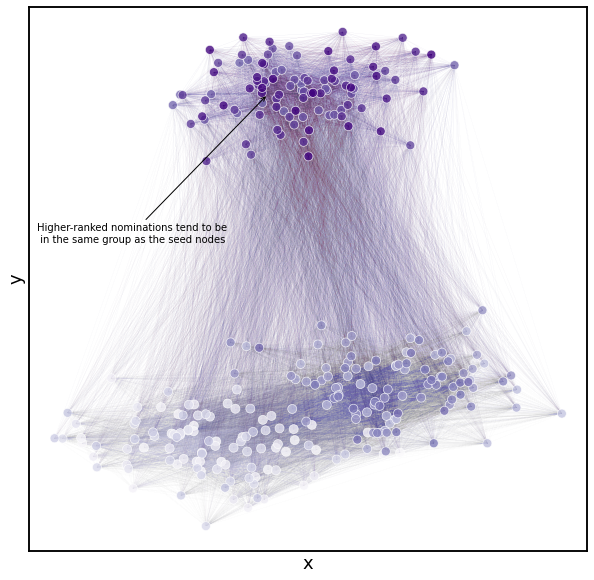 Higher-ranked nominations tend to be
in the same group as the seed nodes
y
x